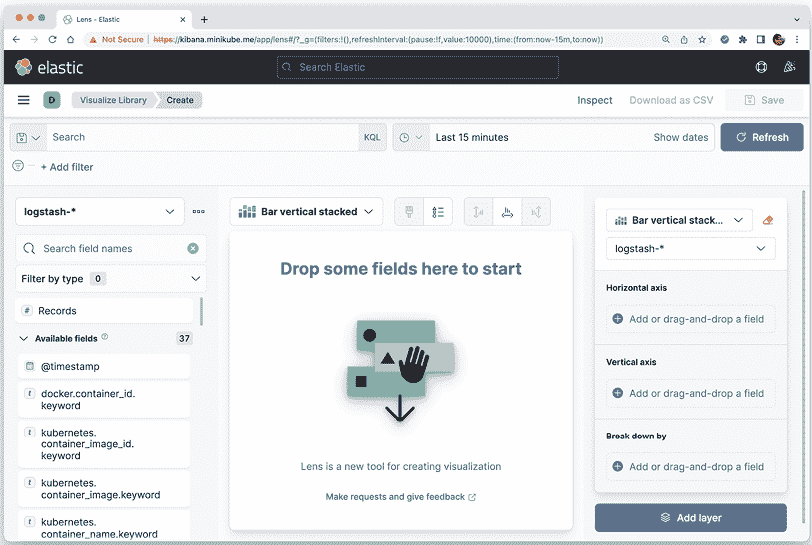 Lens - Elastic
Not Secure | https://kibana.minikube.me/app/lens#/?_g=(filters:!(),refreshInterval:(pause:!f,value:10000),time:(from:now-15m,to:now))
elastic
Search Elastic
D
Visualize Library
Create
Inspect
Download as CSV
Save
Search
KQL
Last 15 minutes
Show dates
Refresh
+ Add filter
logstash-*
Search field names
Filter by type 0
# Records
Available fields
37
@timestamp
t docker.container_id.
keyword
t kubernetes.
container_image_id.
keyword
t kubernetes.
container_image.keyword
t kubernetes.
container_name.keyword
Bar vertical stacked
Drop some fields here to start
Lens is a new tool for creating visualization
Make requests and give feedback
Bar vertical stack...
logstash-*
Horizontal axis
Add or drag-and-drop a field
Vertical axis
Add or drag-and-drop a field
Break down by
Add or drag-and-drop a field
Add layer